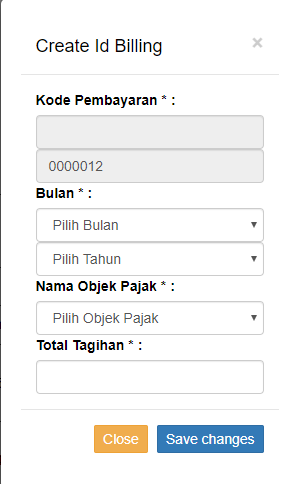 Create Id Billing ×
Kode Pembayaran * :
0000012
Bulan * :
Pilih Bulan
Pilih Tahun
Nama Objek Pajak * :
Pilih Objek Pajak
Total Tagihan * :
Close Save changes